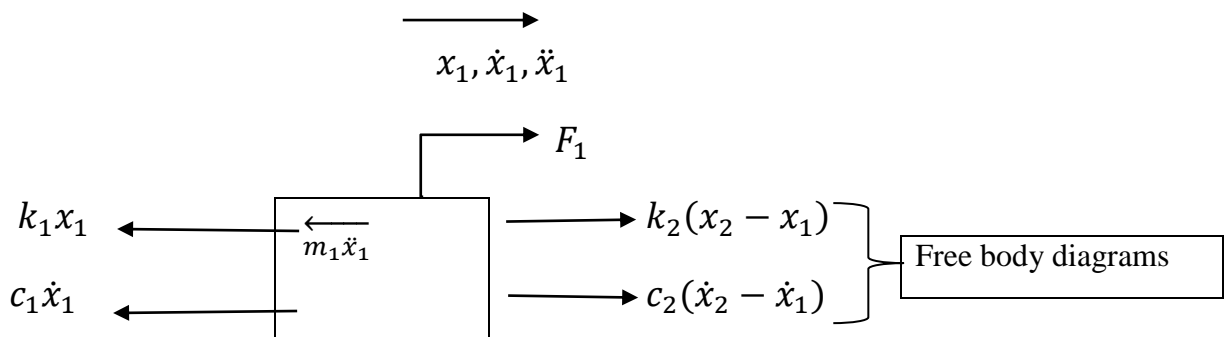 x₁, ẋ₁, ẍ₁
F₁
k₁x₁
m₁ẍ₁
k₂(x₂ − x₁)
Free body diagrams
c₁ẋ₁
c₂(ẋ₂ − ẋ₁)